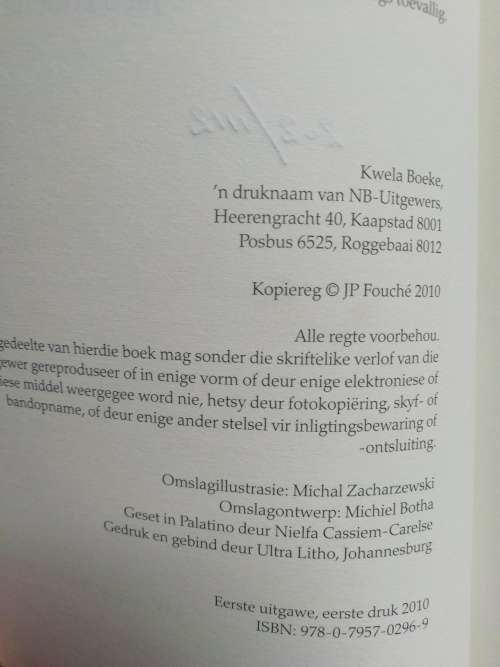 toevallig.
Kwela Boeke,
'n druknaam van NB-Uitgewers,
Heerengracht 40, Kaapstad 8001
Posbus 6525, Roggebaai 8012
Kopiereg © JP Fouché 2010
Alle regte voorbehou.
gedeelte van hierdie boek mag sonder die skriftelike verlof van die
gewer gereproduseer of in enige vorm of deur enige elektroniese of
iese middel weergegee word nie, hetsy deur fotokopiëring, skyf- of
bandopname, of deur enige ander stelsel vir inligtingsbewaring of
-ontsluiting.
Omslagillustrasie: Michal Zacharzewski
Omslagontwerp: Michiel Botha
Geset in Palatino deur Nielfa Cassiem-Carelse
Gedruk en gebind deur Ultra Litho, Johannesburg
Eerste uitgawe, eerste druk 2010
ISBN: 978-0-7957-0296-9